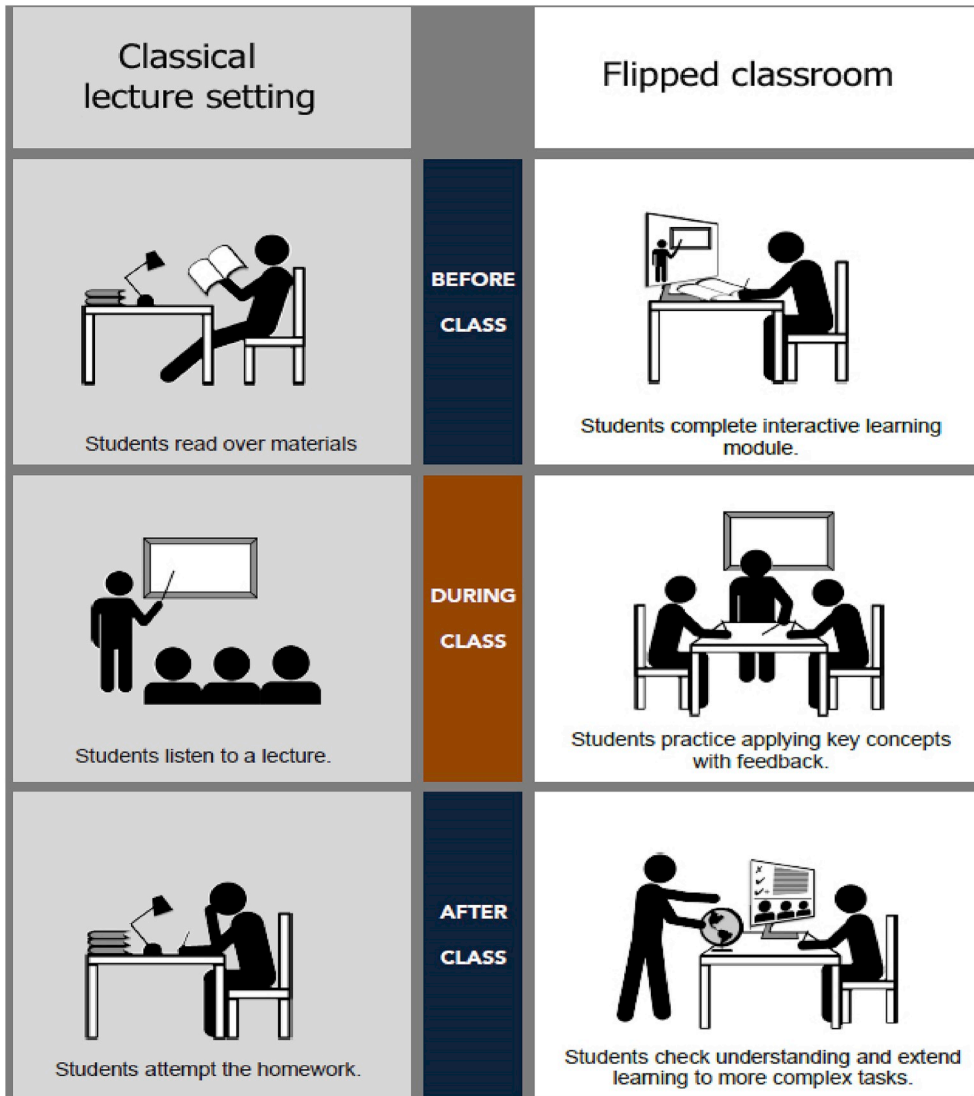 Classical
lecture setting
Flipped classroom
Students read over materials
BEFORE
CLASS
Students complete interactive learning
module.
Students listen to a lecture.
DURING
CLASS
Students practice applying key concepts
with feedback.
Students attempt the homework.
AFTER
CLASS
Students check understanding and extend
learning to more complex tasks.